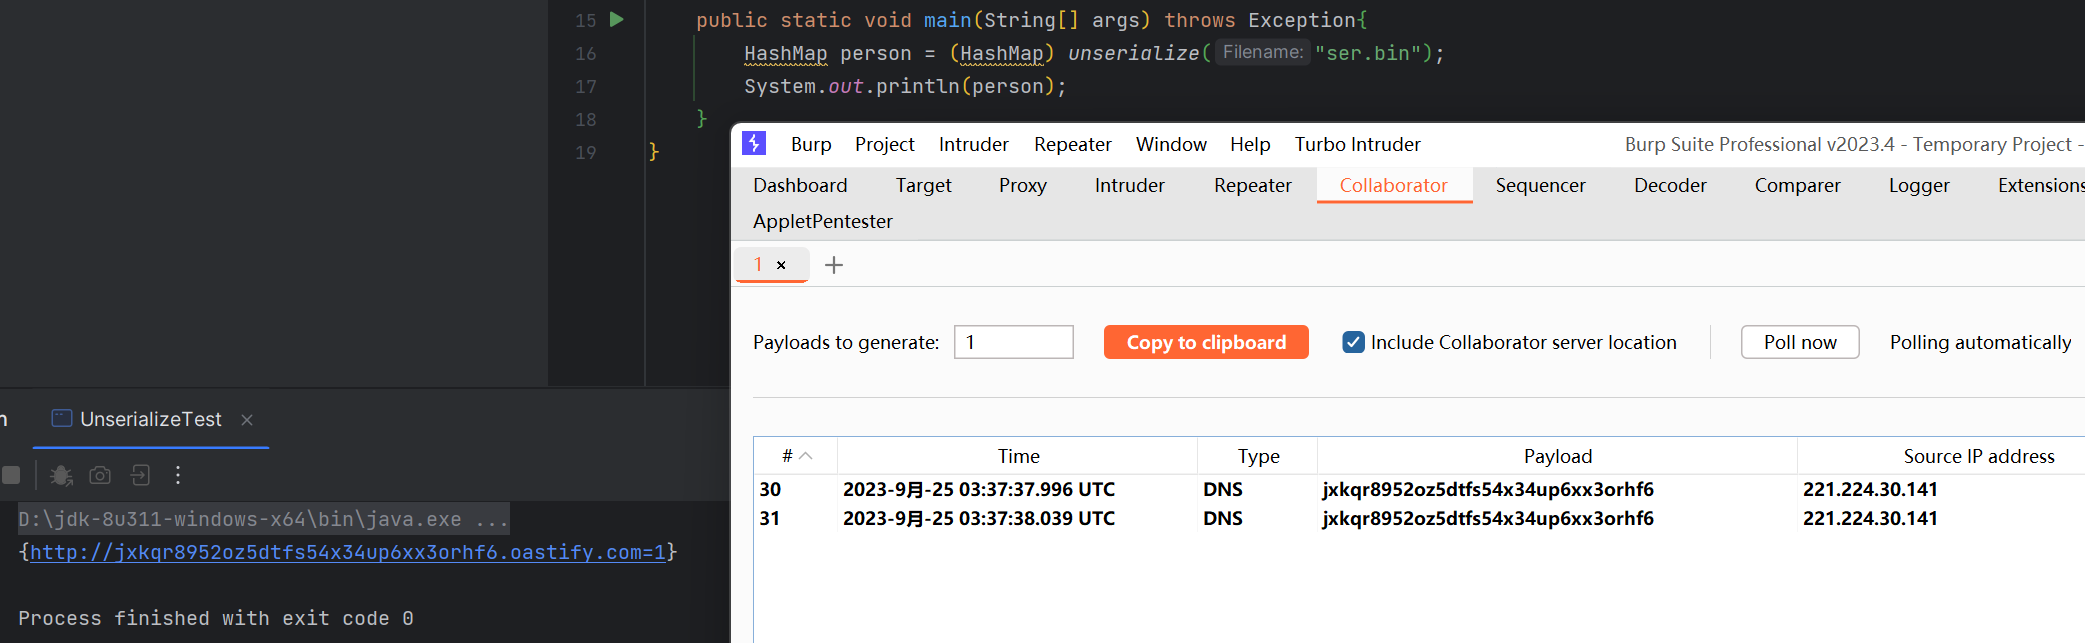 15 public static void main(String[] args) throws Exception{
16 HashMap person = (HashMap) unserialize( Filename: "ser.bin");
17 System.out.println(person);
18 }
19 }
Burp Project Intruder Repeater Window Help Turbo Intruder Burp Suite Professional v2023.4 - Temporary Project -
Dashboard Target Proxy Intruder Repeater Collaborator Sequencer Decoder Comparer Logger Extensions
AppletPentester
1 × +
Payloads to generate: 1 Copy to clipboard Include Collaborator server location Poll now Polling automatically
n UnserializeTest ×
# Time Type Payload Source IP address
30 2023-9月-25 03:37:37.996 UTC DNS jxkqr8952oz5dtfs54x34up6xx3orhf6 221.224.30.141
31 2023-9月-25 03:37:38.039 UTC DNS jxkqr8952oz5dtfs54x34up6xx3orhf6 221.224.30.141
D:\jdk-8u311-windows-x64\bin\java.exe ...
{http://jxkqr8952oz5dtfs54x34up6xx3orhf6.oastify.com=1}
Process finished with exit code 0